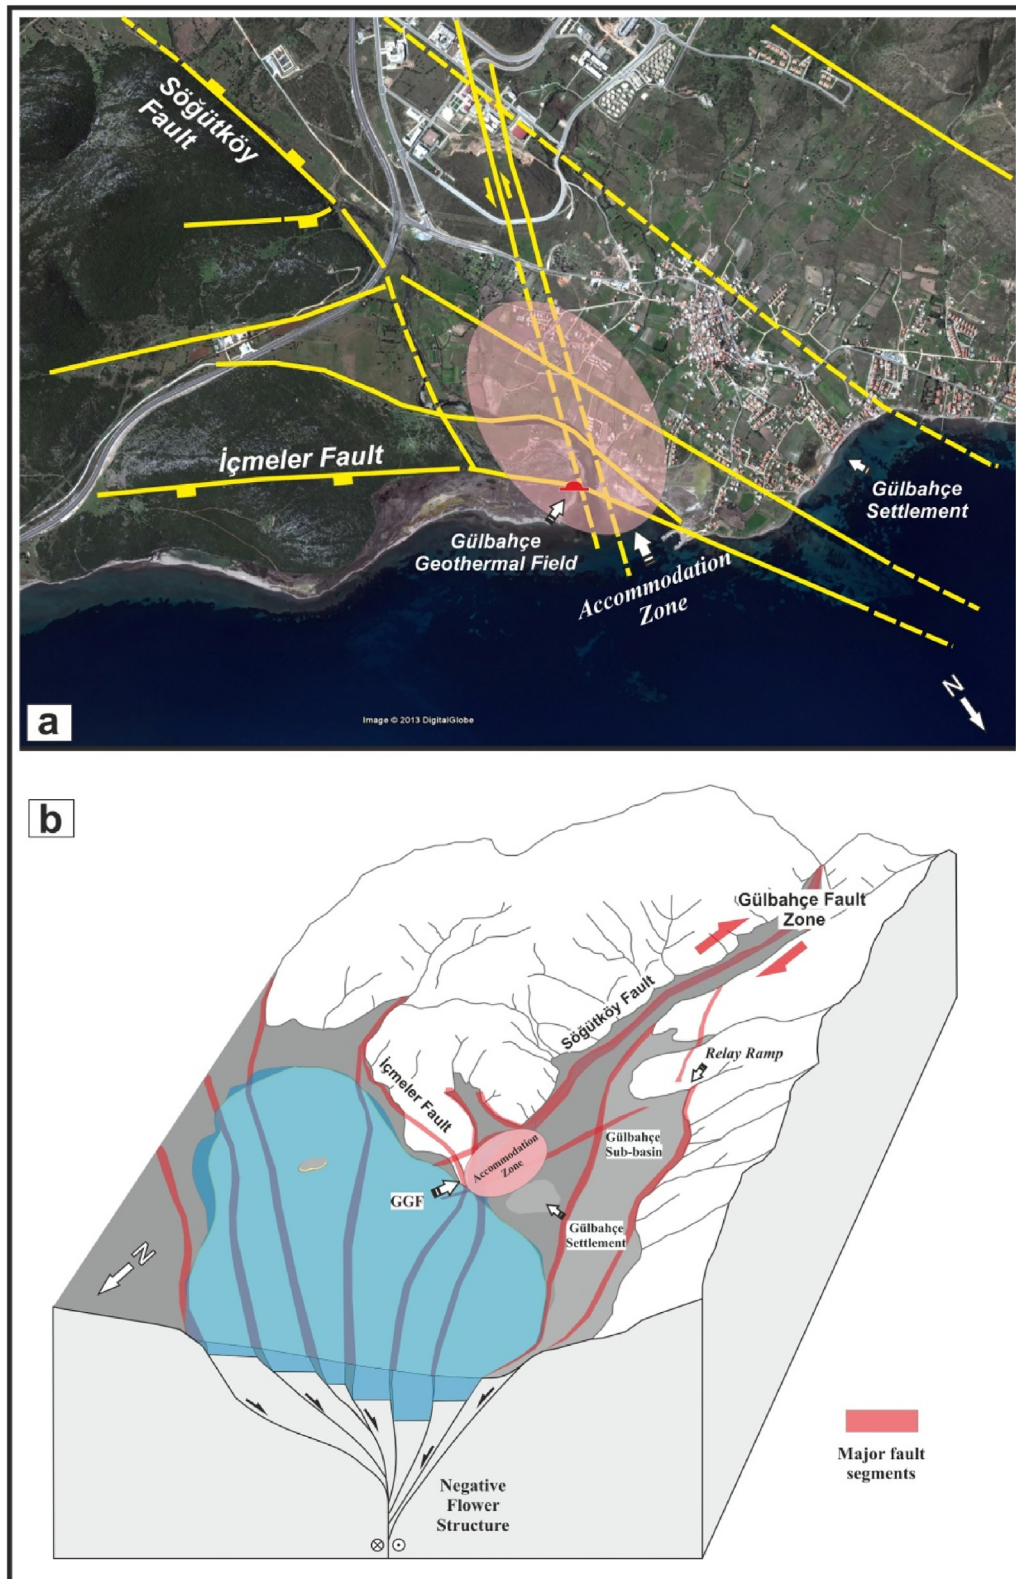 Söğütköy
Fault
İçmeler Fault
Gülbahçe
Geothermal Field
Accommodation
Zone
Gülbahçe
Settlement
N
a
Image © 2013 DigitalGlobe
b
Gülbahçe Fault
Zone
Söğütköy Fault
Relay Ramp
İçmeler Fault
Accommodation
Zone
Gülbahçe
Sub-basin
GGF
Gülbahçe
Settlement
N
Negative
Flower
Structure
Major fault
segments